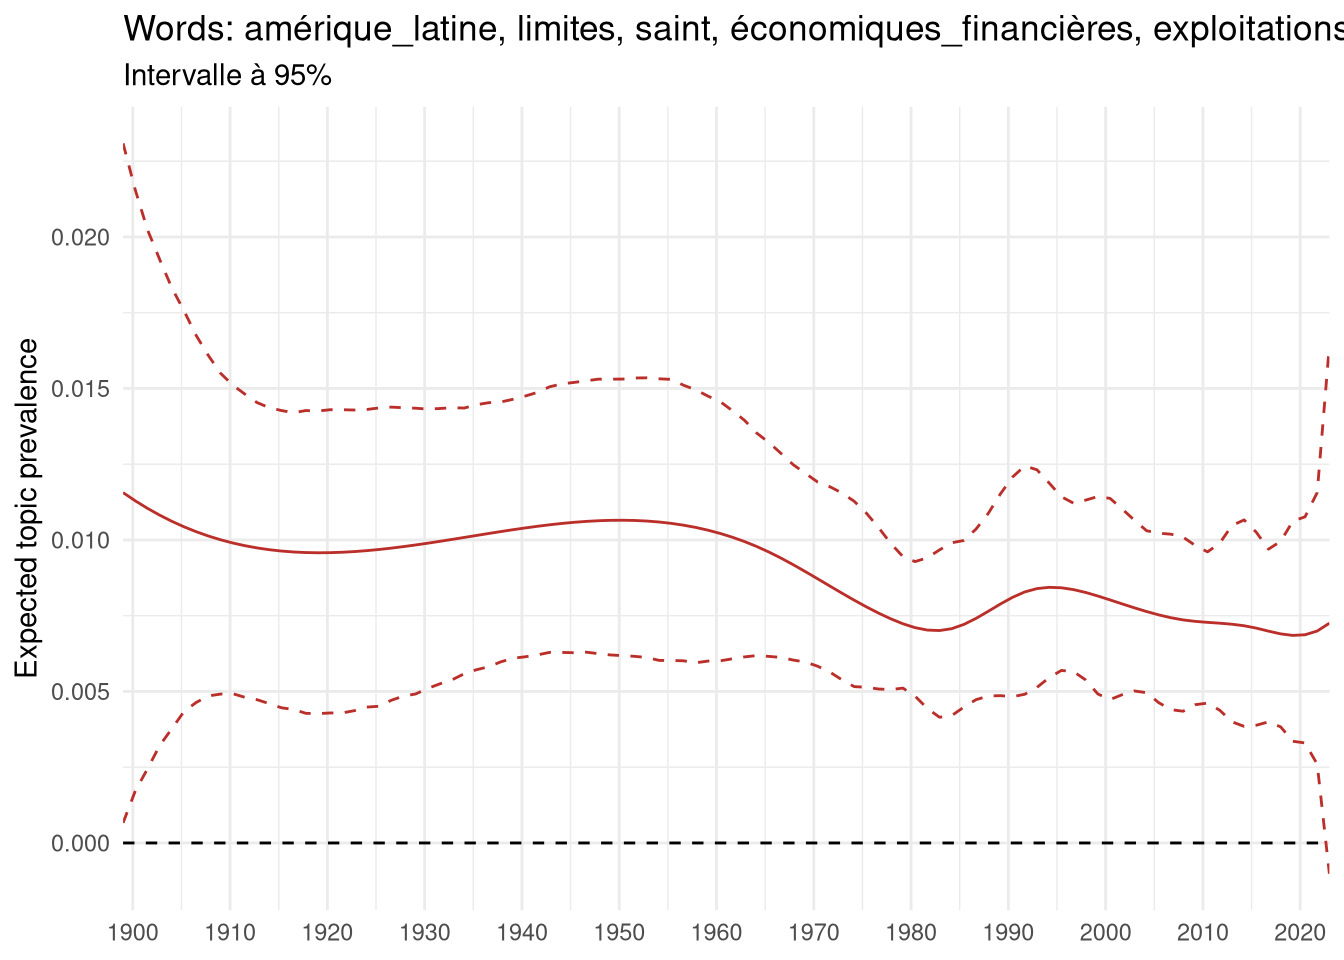 Words: amérique_latine, limites, saint, économiques_financières, exploitations
Intervalle à 95%
Expected topic prevalence
0.020
0.015
0.010
0.005
0.000
1900 1910 1920 1930 1940 1950 1960 1970 1980 1990 2000 2010 2020